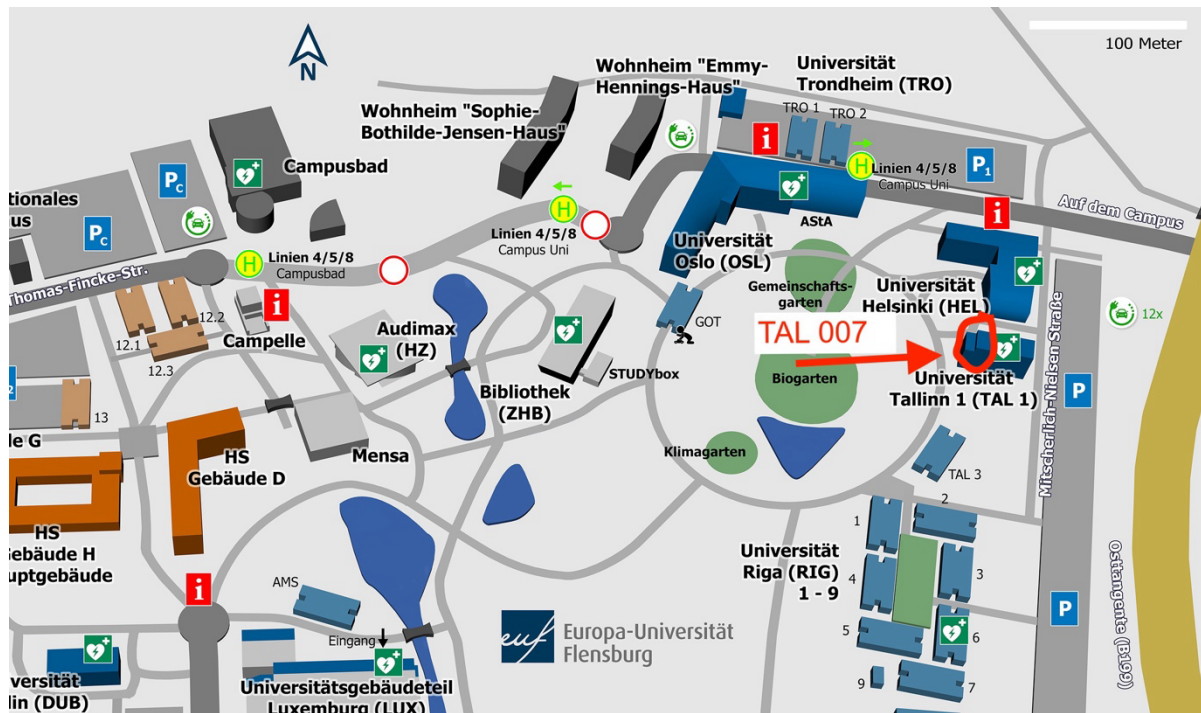 100 Meter
N
Wohnheim "Emmy-
Hennings-Haus"
Universität
Trondheim (TRO)
TRO 1
TRO 2
Wohnheim "Sophie-
Bothilde-Jensen-Haus"
i
Campusbad
P1
H
Linien 4/5/8
Campus Uni
Auf dem Campus
tionales
us
PC
PC
H
Linien 4/5/8
Campus Uni
AStA
i
Universität
Oslo (OSL)
H
Linien 4/5/8
Campusbad
Thomas-Fincke-Str.
i
Campelle
12.1
12.2
12.3
13
Audimax
(HZ)
Bibliothek
(ZHB)
STUDYbox
GOT
Gemeinschafts-
garten
Universität
Helsinki (HEL)
12x
TAL 007
Biogarten
Universität
Tallinn 1 (TAL 1)
Mitscherlich-Nielsen Straße
P
Klimagarten
TAL 3
2
de G
HS
Gebäude D
Mensa
HS
Gebäude H
uptgebäude
1
Universität
Riga (RIG)
1 - 9
4
3
5
6
9
7
P
Osttangente (B199)
i
AMS
Eingang
euf
Europa-Universität
Flensburg
Universitätsgebäudeteil
Luxemburg (LUX)
versität
lin (DUB)